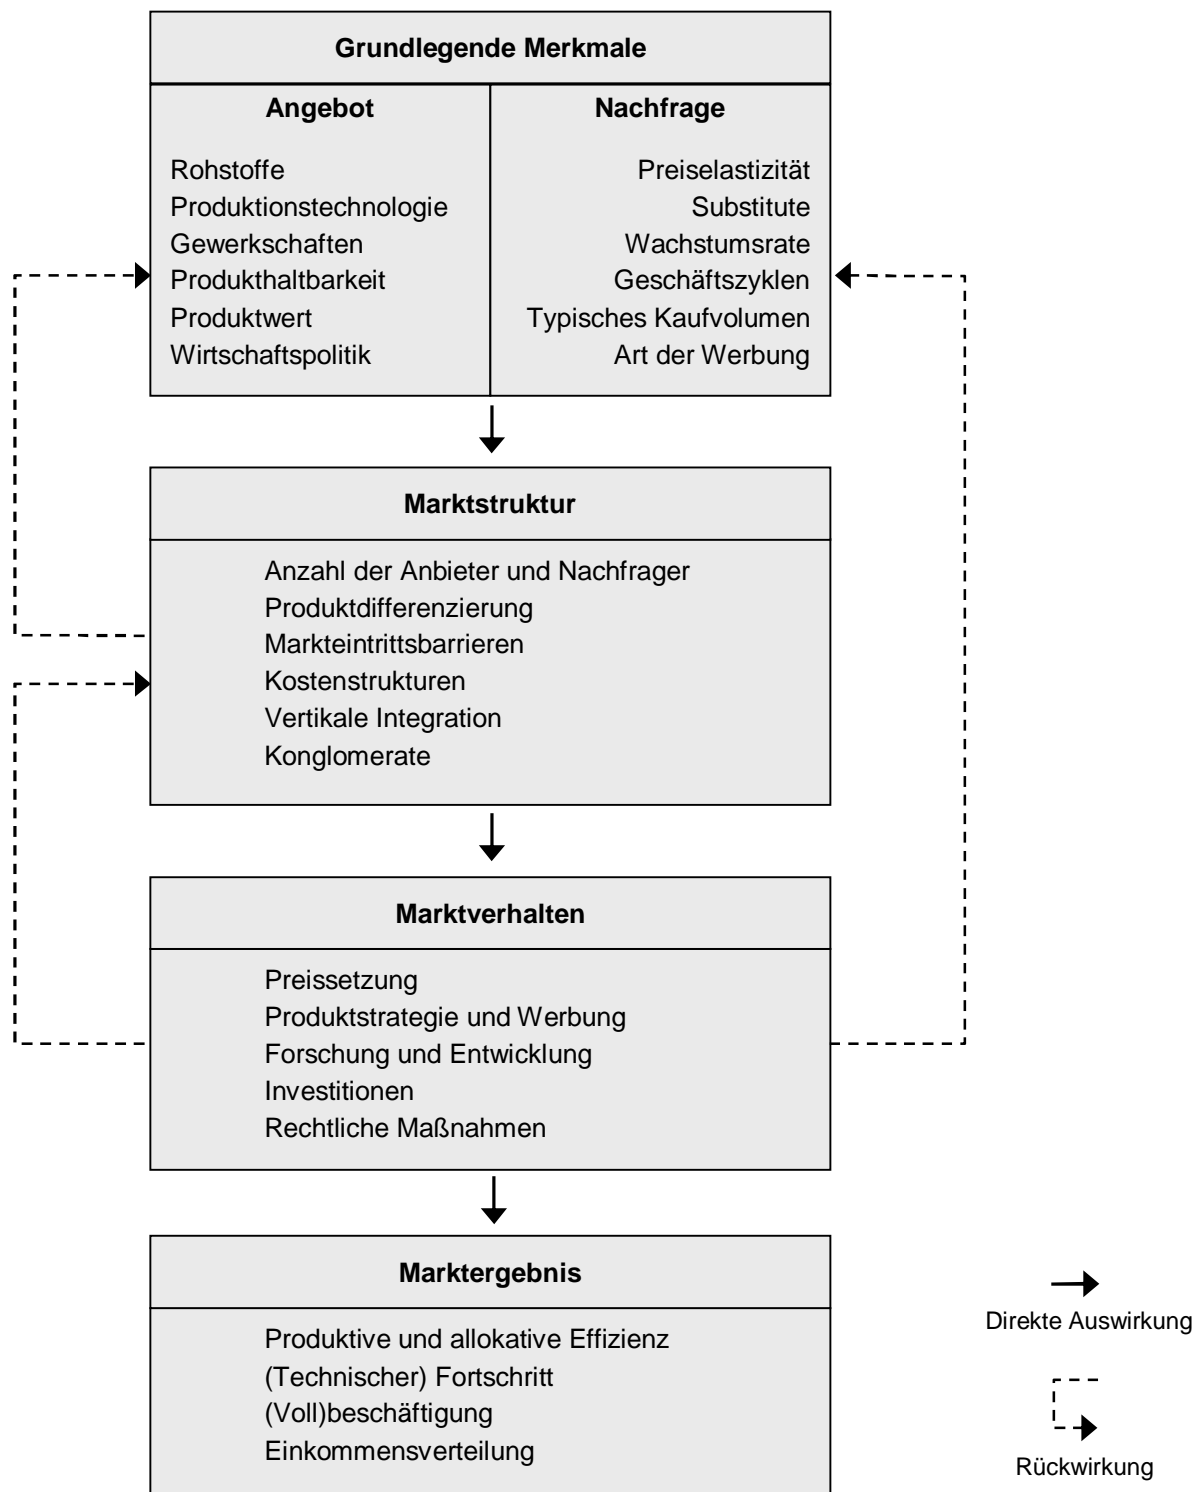 Grundlegende Merkmale
Angebot
Rohstoffe
Produktionstechnologie
Gewerkschaften
Produkthaltbarkeit
Produktwert
Wirtschaftspolitik
Nachfrage
Preiselastizität
Substitute
Wachstumsrate
Geschäftszyklen
Typisches Kaufvolumen
Art der Werbung
Marktstruktur
Anzahl der Anbieter und Nachfrager
Produktdifferenzierung
Markteintrittsbarrieren
Kostenstrukturen
Vertikale Integration
Konglomerate
Marktverhalten
Preissetzung
Produktstrategie und Werbung
Forschung und Entwicklung
Investitionen
Rechtliche Maßnahmen
Marktergebnis
Produktive und allokative Effizienz
(Technischer) Fortschritt
(Voll)beschäftigung
Einkommensverteilung
Direkte Auswirkung
Rückwirkung